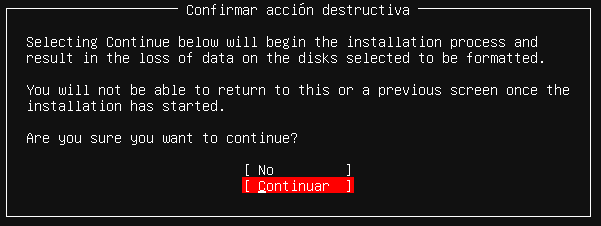 Confirmar acción destructiva
Selecting Continue below will begin the installation process and
result in the loss of data on the disks selected to be formatted.
You will not be able to return to this or a previous screen once the
installation has started.
Are you sure you want to continue?
[ No ]
[ Continuar ]